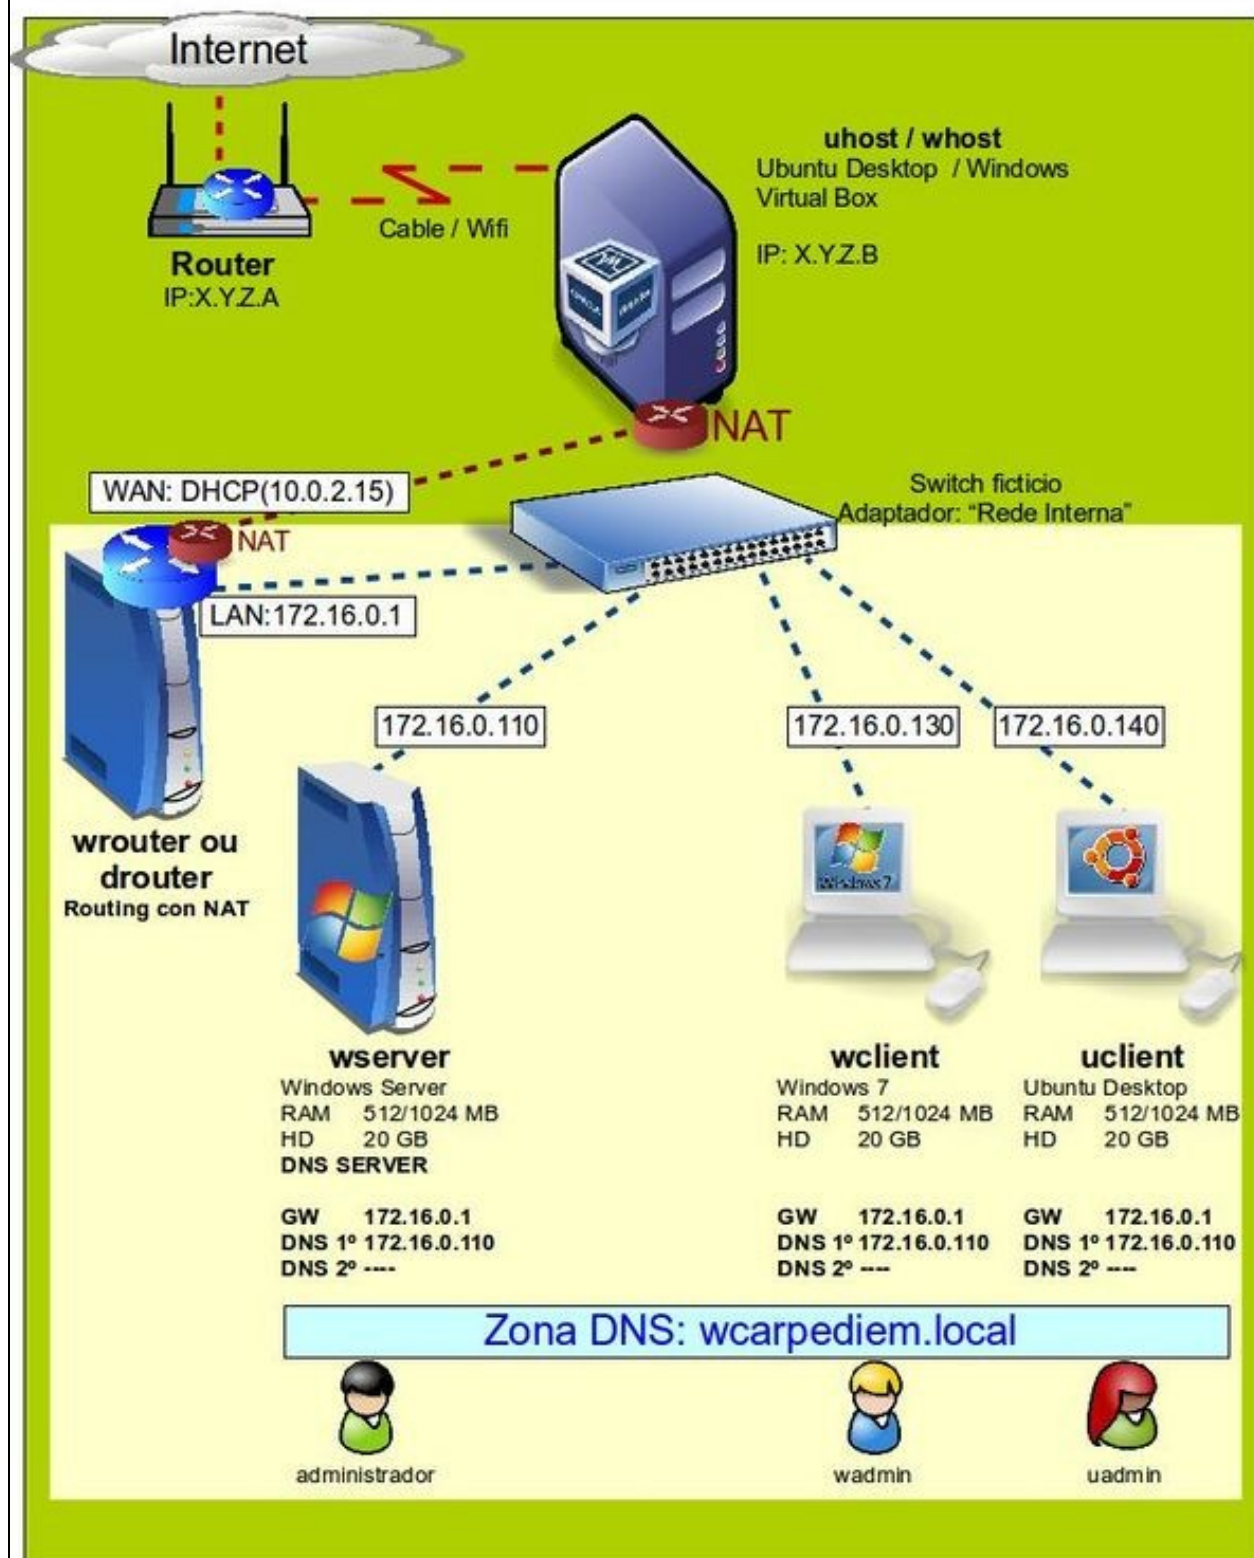 Internet
uhost / whost
Ubuntu Desktop / Windows
Virtual Box
IP: X.Y.Z.B
Cable / Wifi
Router
IP:X.Y.Z.A
NAT
WAN: DHCP(10.0.2.15)
Switch ficticio
Adaptador: “Rede Interna”
NAT
LAN:172.16.0.1
172.16.0.110
172.16.0.130
172.16.0.140
wrouter ou
drouter
Routing con NAT
Windows 7
wserver
Windows Server
RAM 512/1024 MB
HD 20 GB
DNS SERVER
GW 172.16.0.1
DNS 1º 172.16.0.110
DNS 2º ----
wclient
Windows 7
RAM 512/1024 MB
HD 20 GB
GW 172.16.0.1
DNS 1º 172.16.0.110
DNS 2º ----
uclient
Ubuntu Desktop
RAM 512/1024 MB
HD 20 GB
GW 172.16.0.1
DNS 1º 172.16.0.110
DNS 2º ----
Zona DNS: wcarpediem.local
administrador
wadmin
uadmin